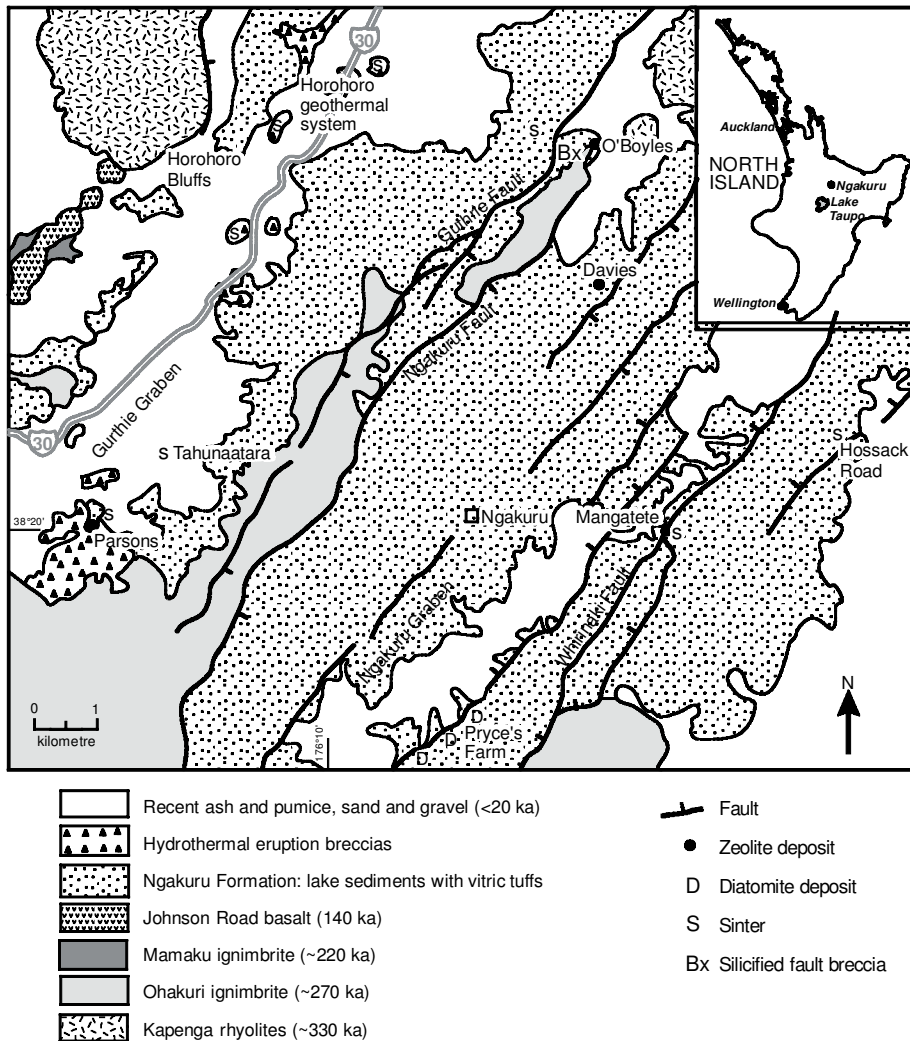 30
S
Horohoro
geothermal
system
Auckland
NORTH
ISLAND
Ngakuru
Lake
Taupo
Wellington
S
Bx
O'Boyles
Horohoro
Bluffs
S
Guthrie Fault
Davies
Ngakuru Fault
Gurthie Graben
30
S Tahunaatara
S
Hossack
Road
38°20'
S
Parsons
Ngakuru
Mangatete
S
Ngakuru Graben
Whirinaki Fault
0 1
kilometre
176°10'
D
D
D
Pryce's
Farm
N
Recent ash and pumice, sand and gravel (<20 ka)
Hydrothermal eruption breccias
Ngakuru Formation: lake sediments with vitric tuffs
Johnson Road basalt (140 ka)
Mamaku ignimbrite (~220 ka)
Ohakuri ignimbrite (~270 ka)
Kapenga rhyolites (~330 ka)
Fault
Zeolite deposit
D Diatomite deposit
S Sinter
Bx Silicified fault breccia